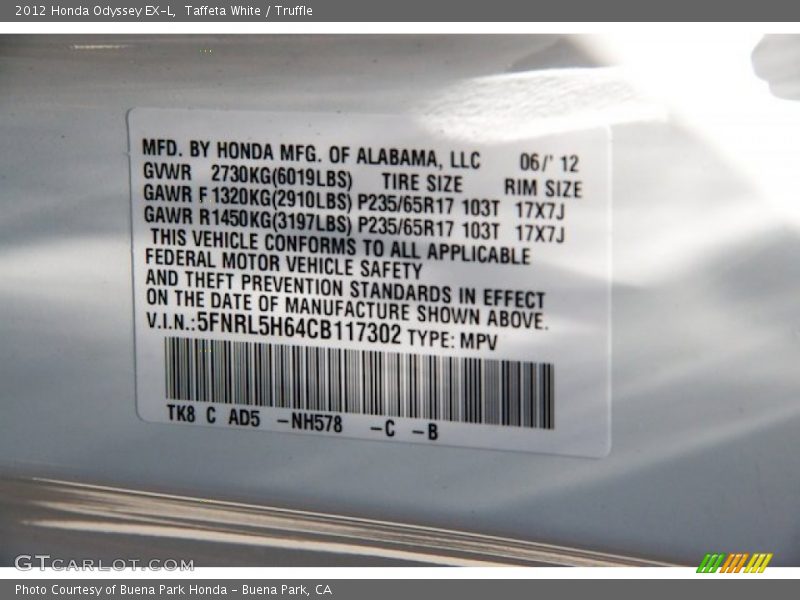 2012 Honda Odyssey EX-L, Taffeta White / Truffle
MFD. BY HONDA MFG. OF ALABAMA, LLC 06/' 12
GVWR 2730KG(6019LBS) TIRE SIZE RIM SIZE
GAWR F 1320KG(2910LBS) P235/65R17 103T 17X7J
GAWR R1450KG(3197LBS) P235/65R17 103T 17X7J
THIS VEHICLE CONFORMS TO ALL APPLICABLE
FEDERAL MOTOR VEHICLE SAFETY
AND THEFT PREVENTION STANDARDS IN EFFECT
ON THE DATE OF MANUFACTURE SHOWN ABOVE.
V.I.N.:5FNRL5H64CB117302 TYPE: MPV
TK8 C AD5 –NH578 –C –B
GTCARLOT.COM
Photo Courtesy of Buena Park Honda - Buena Park, CA